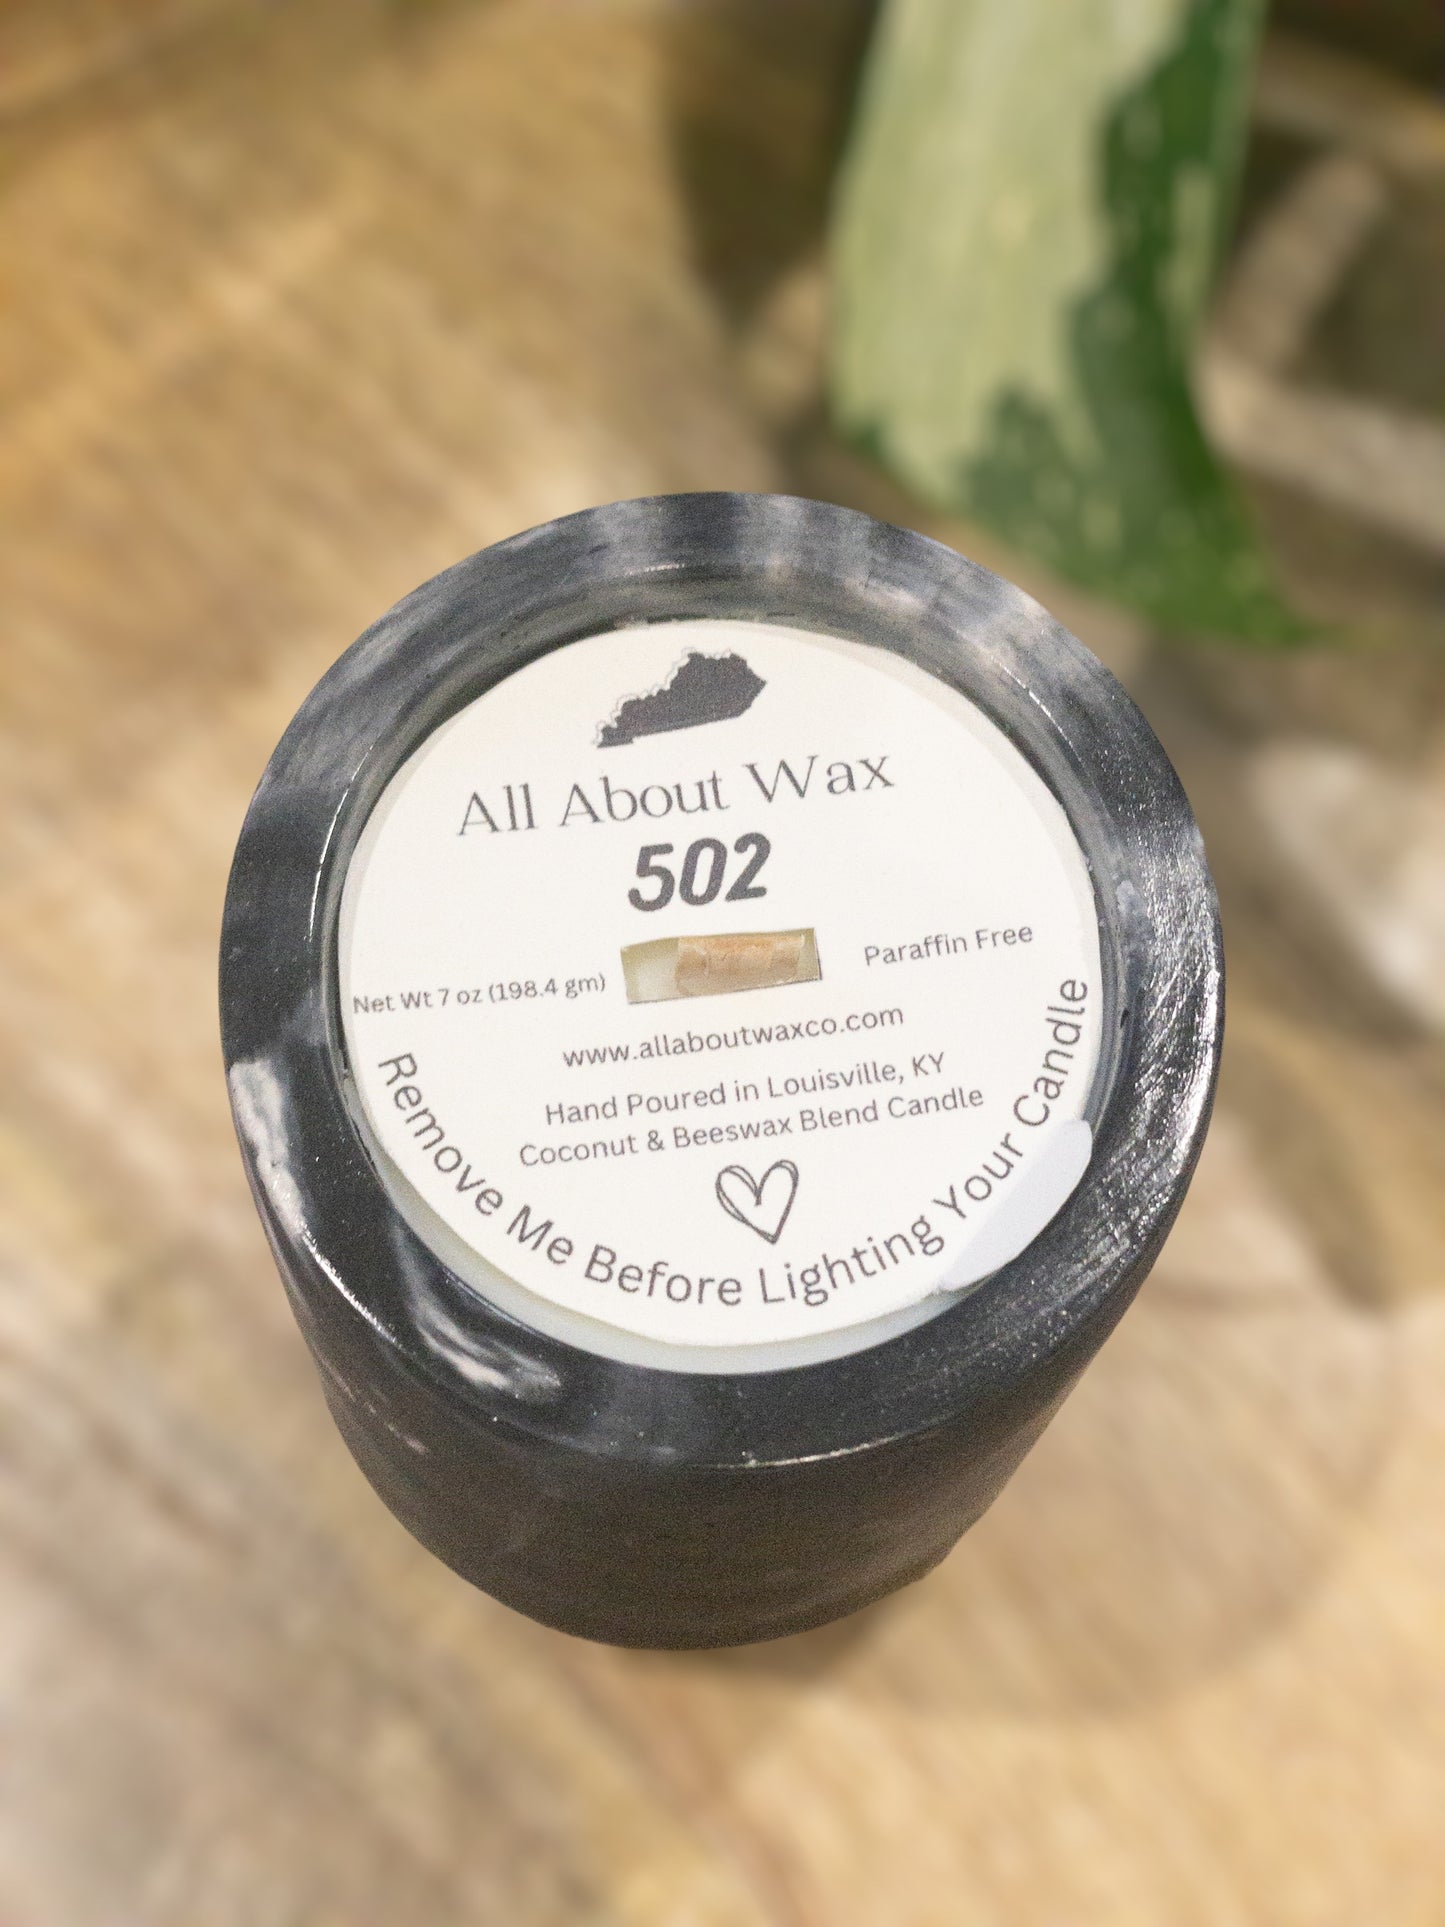 All About Wax
502
Net Wt 7 oz (198.4 gm)
Paraffin Free
www.allaboutwaxco.com
Hand Poured in Louisville, KY
Coconut & Beeswax Blend Candle
Remove Me Before Lighting Your Candle